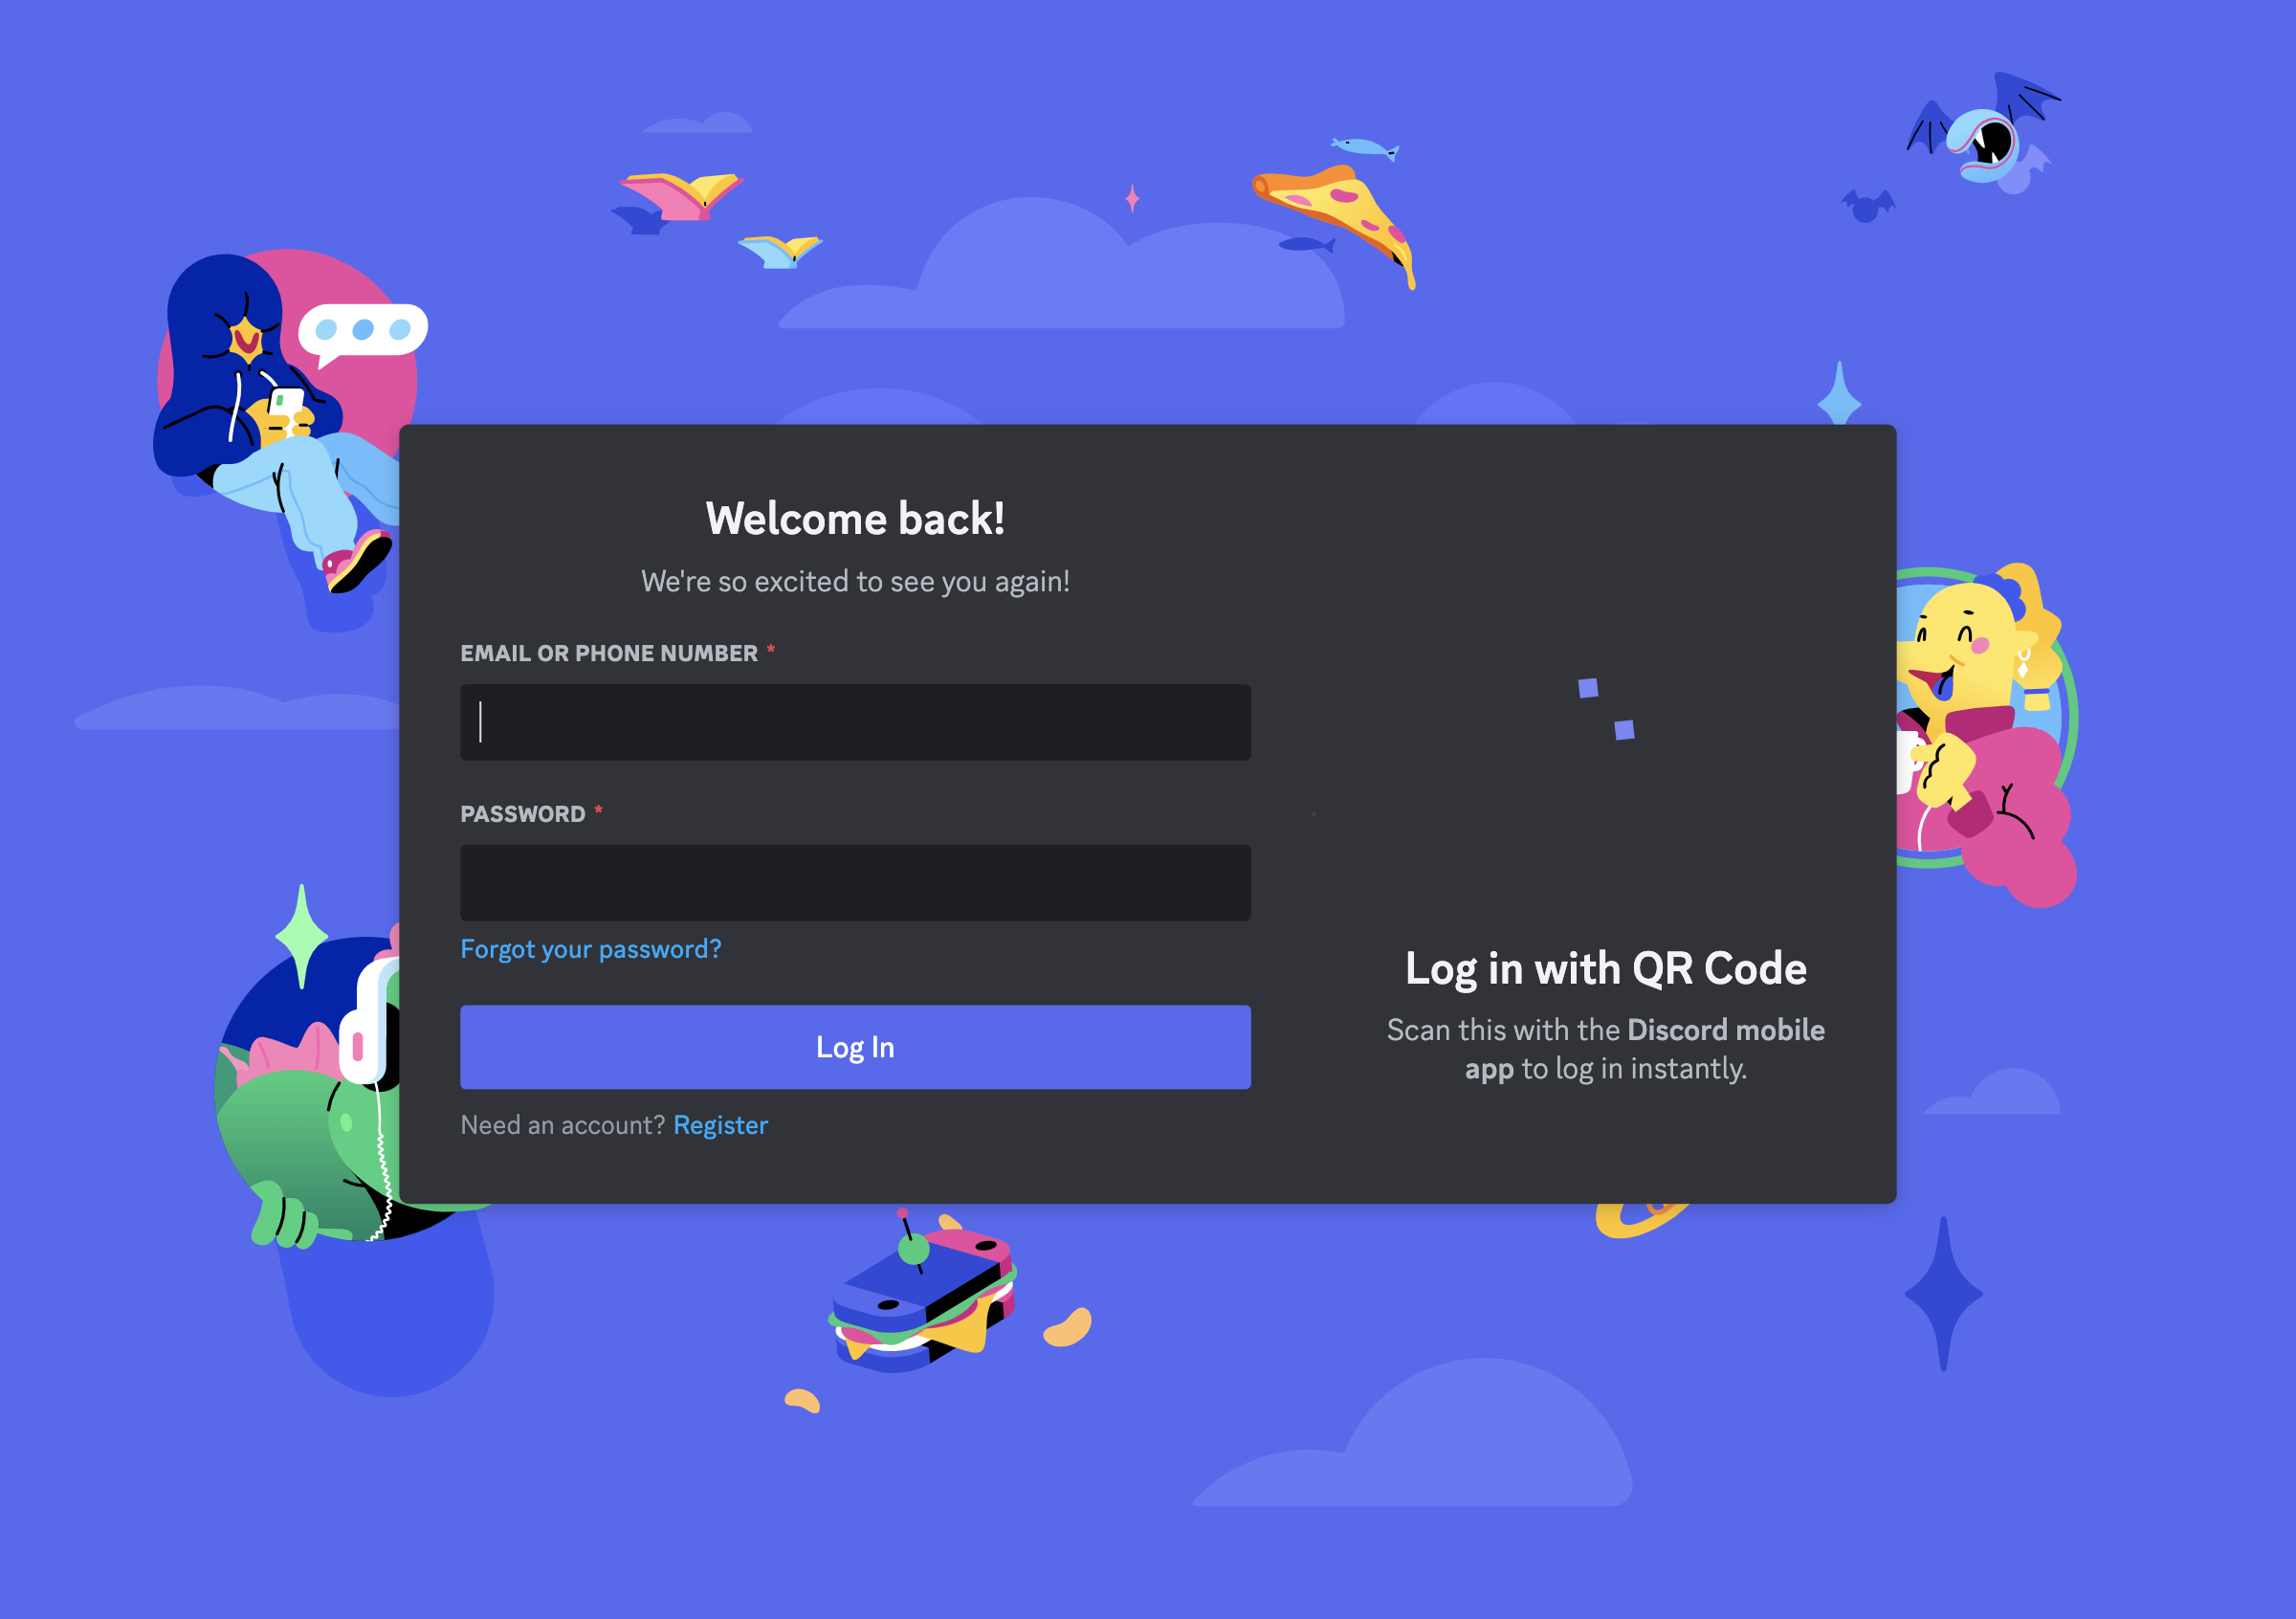 Welcome back!
We're so excited to see you again!
EMAIL OR PHONE NUMBER *
PASSWORD *
Forgot your password?
Log In
Need an account? Register
Log in with QR Code
Scan this with the Discord mobile
app to log in instantly.